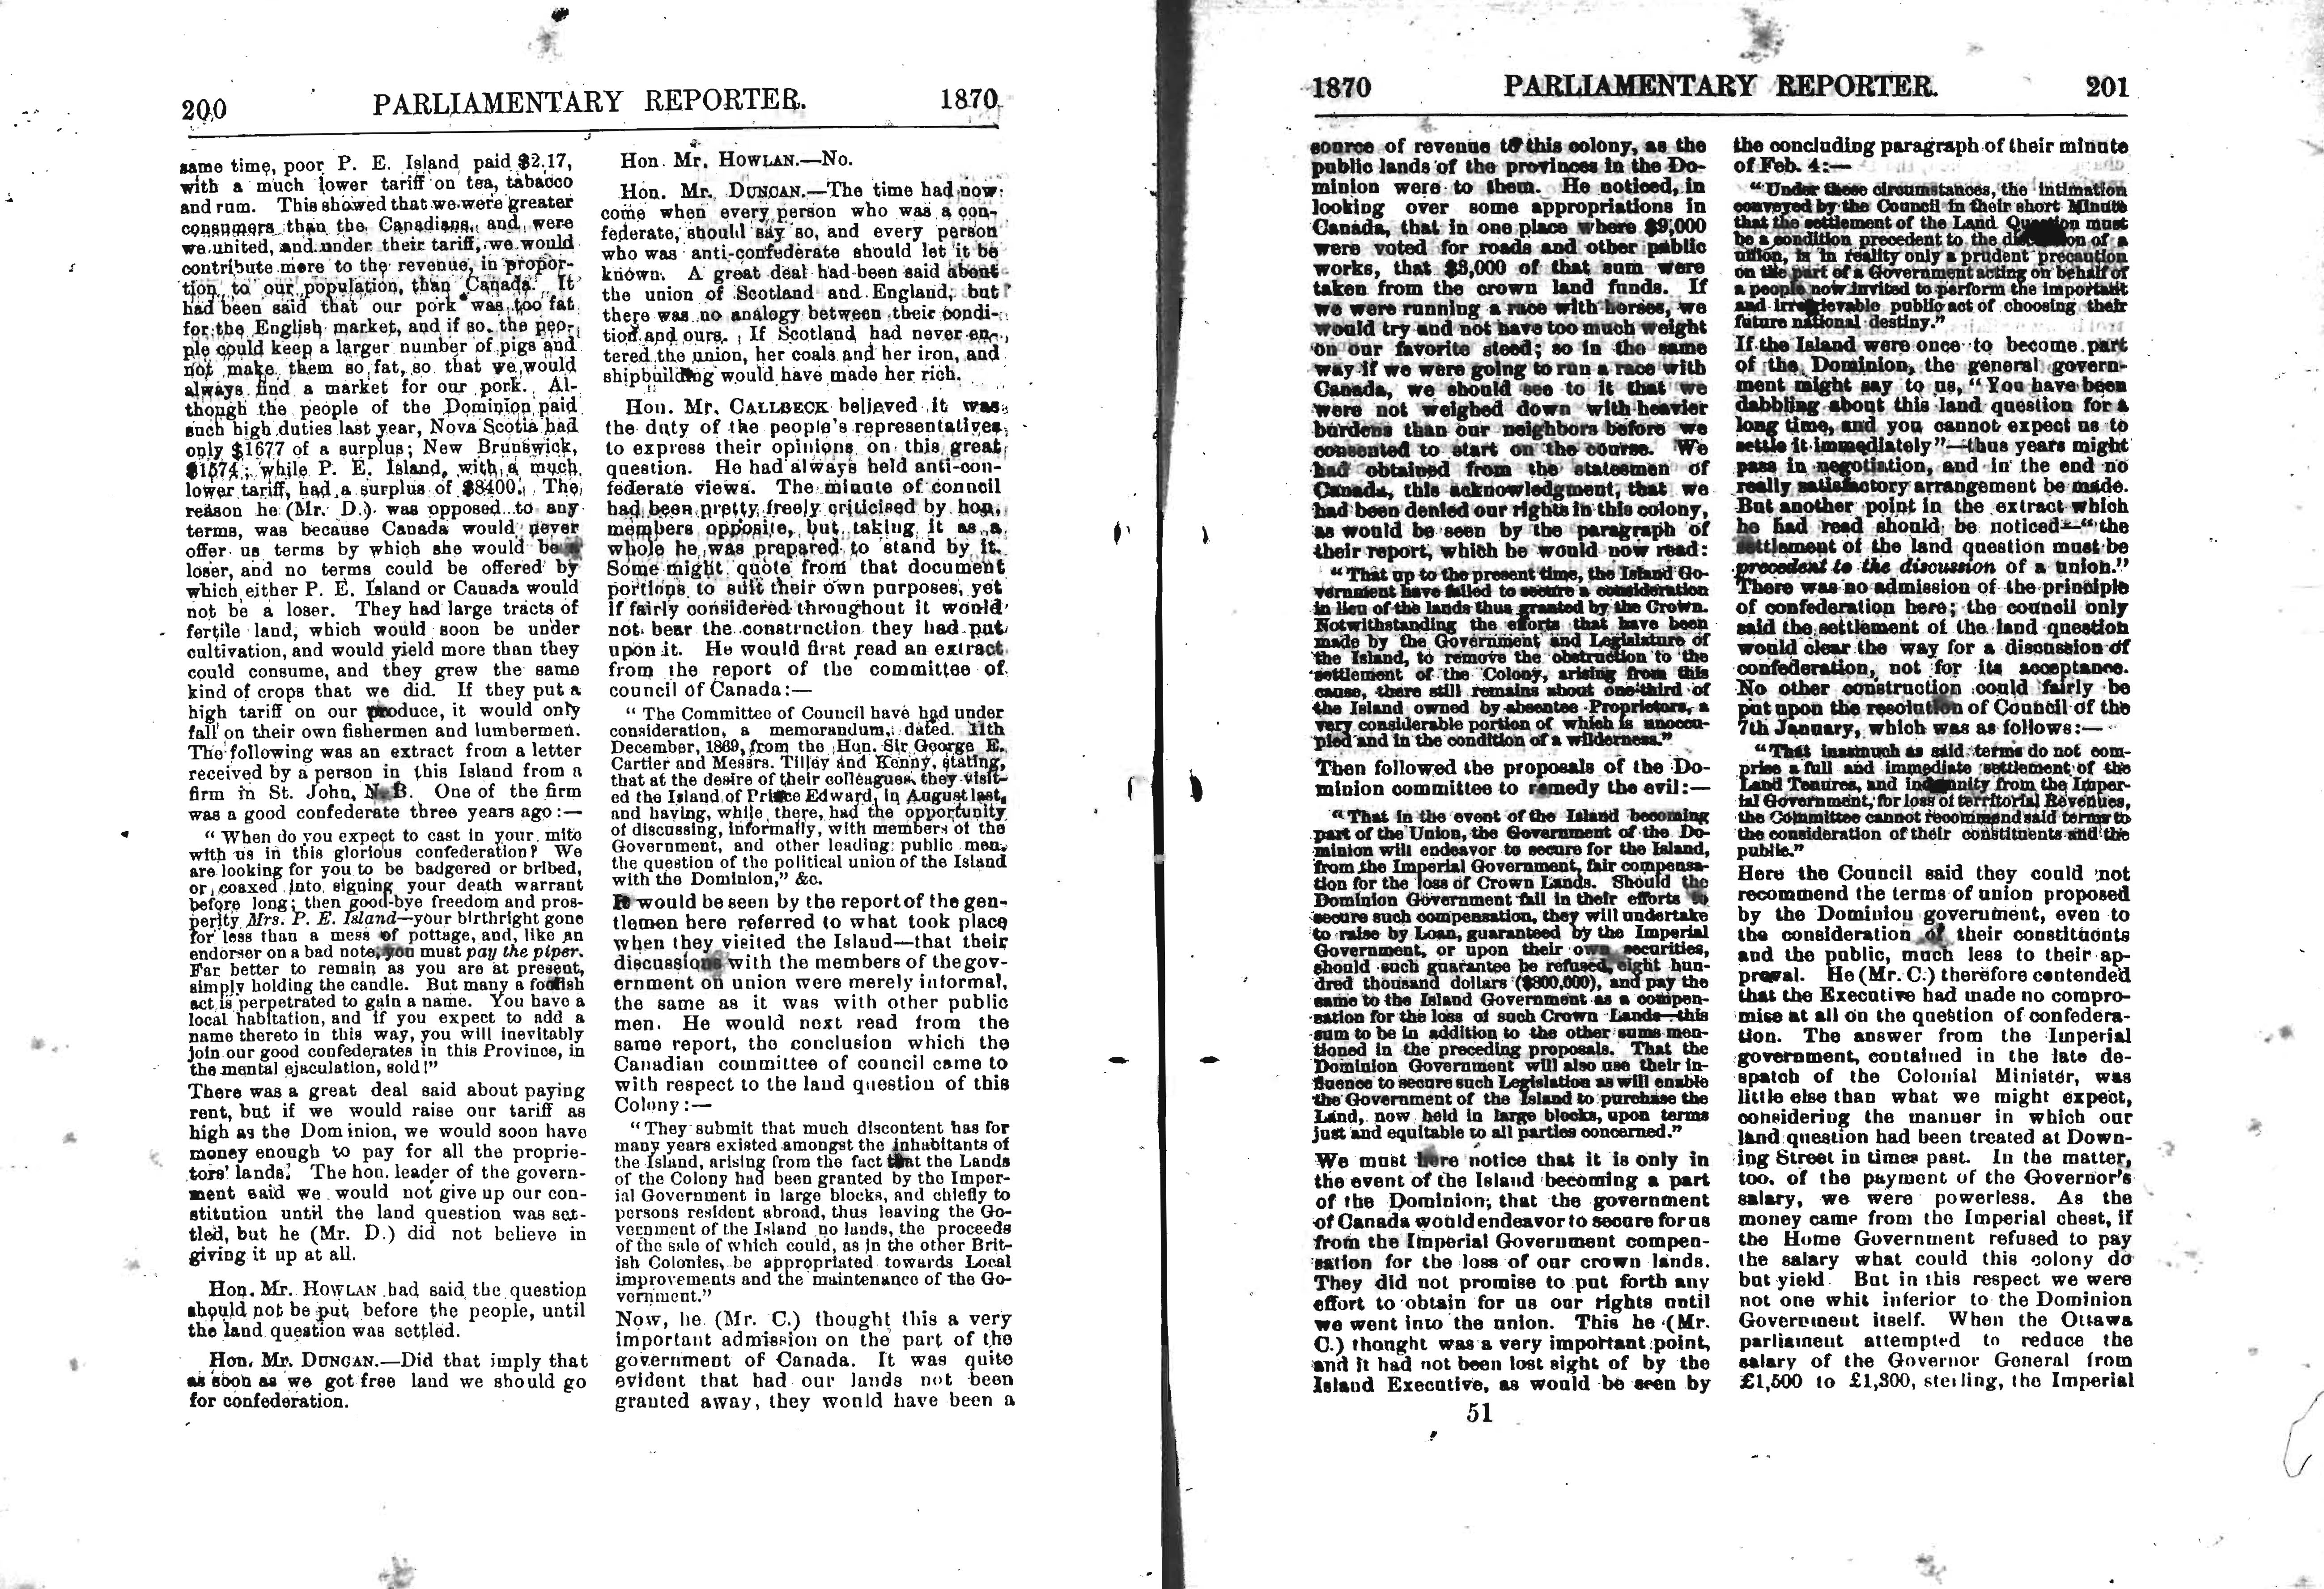 200 PARLIAMENTARY REPORTER. 1870
same time, poor P. E. Island paid $2.17,
with a much lower tariff on tea, tabacco
and rum. This showed that we were greater
consumers than the Canadians, and were
we united, and under their tariff, we would
contribute more to the revenue, in propor-
tion to our population, than Canada. It
had been said that our pork was too fat
for the English market, and if so, the peo-
ple could keep a larger number of pigs and
not make them so fat, so that we would
always find a market for our pork. Al-
though the people of the Dominion paid
such high duties last year, Nova Scotia had
only $1677 of a surplus; New Brunswick,
$1574; while P. E. Island, with a much
lower tariff, had a surplus of $8400. The
reason he (Mr. D.) was opposed to any
terms, was because Canada would never
offer us terms by which she would be a
loser, and no terms could be offered by
which either P. E. Island or Canada would
not be a loser. They had large tracts of
fertile land, which would soon be under
cultivation, and would yield more than they
could consume, and they grew the same
kind of crops that we did. If they put a
high tariff on our produce, it would only
fall on their own fishermen and lumbermen.
The following was an extract from a letter
received by a person in this Island from a
firm in St. John, N. B. One of the firm
was a good confederate three years ago:—
" When do you expect to cast in your mite
with us in this glorious confederation? We
are looking for you to be badgered or bribed,
or coaxed into signing your death warrant
before long; then good-bye freedom and pros-
perity Mrs. P. E. Island—your birthright gone
for less than a mess of pottage, and, like an
endorser on a bad note, you must pay the piper.
Far better to remain as you are at present,
simply holding the candle. But many a foolish
act is perpetrated to gain a name. You have a
local habitation, and if you expect to add a
name thereto in this way, you will inevitably
join our good confederates in this Province, in
the mental ejaculation, sold!"
There was a great deal said about paying
rent, but if we would raise our tariff as
high as the Dominion, we would soon have
money enough to pay for all the proprie-
tors' lands. The hon. leader of the govern-
ment said we would not give up our con-
stitution until the land question was set-
tled, but he (Mr. D.) did not believe in
giving it up at all.
Hon. Mr. HOWLAN had said the question
should not be put before the people, until
the land question was settled.
Hon. Mr. DUNCAN.—Did that imply that
as soon as we got free land we should go
for confederation.
Hon. Mr. HOWLAN.—No.
Hon. Mr. DUNCAN.—The time had now
come when every person who was a con-
federate, should say so, and every person
who was anti-confederate should let it be
known. A great deal had been said about
the union of Scotland and England, but
there was no analogy between their condi-
tion and ours. If Scotland had never en-
tered the union, her coals and her iron, and
shipbuilding would have made her rich.
Hon. Mr. CALLBECK believed it was
the duty of the people's representatives
to express their opinions on this great
question. He had always held anti-con-
federate views. The minute of council
had been pretty freely criticised by hon.
members opposite, but taking it as a
whole he was prepared to stand by it.
Some might quote from that document
portions to suit their own purposes, yet
if fairly considered throughout it would
not bear the construction they had put
upon it. He would first read an extract
from the report of the committee of
council of Canada:—
" The Committee of Council have had under
consideration, a memorandum, dated 11th
December, 1869, from the Hon. Sir George E.
Cartier and Messrs. Tilley and Kenny, stating,
that at the desire of their colleagues, they visit-
ed the Island of Prince Edward, in August last,
and having, while there, had the opportunity
of discussing, informally, with members of the
Government, and other leading public men,
the question of the political union of the Island
with the Dominion," &c.
It would be seen by the report of the gen-
tlemen here referred to what took place
when they visited the Island—that their
discussions with the members of the gov-
ernment on union were merely informal,
the same as it was with other public
men. He would next read from the
same report, the conclusion which the
Canadian committee of council came to
with respect to the land question of this
Colony:—
" They submit that much discontent has for
many years existed amongst the inhabitants of
the Island, arising from the fact that the Lands
of the Colony had been granted by the Imper-
ial Government in large blocks, and chiefly to
persons resident abroad, thus leaving the Go-
vernment of the Island no lands, the proceeds
of the sale of which could, as in the other Brit-
ish Colonies, be appropriated towards Local
improvements and the maintenance of the Go-
vernment."
Now, he (Mr. C.) thought this a very
important admission on the part of the
government of Canada. It was quite
evident that had our lands not been
granted away, they would have been a
1870 PARLIAMENTARY REPORTER. 201
source of revenue to this colony, as the
public lands of the provinces in the Do-
minion were to them. He noticed, in
looking over some appropriations in
Canada, that in one place where $9,000
were voted for roads and other public
works, that $3,000 of that sum were
taken from the crown land funds. If
we were running a race with horses, we
would try and not have too much weight
on our favorite steed; so in the same
way if we were going to run a race with
Canada, we should see to it that we
were not weighed down with heavier
burdens than our neighbors before we
consented to start on the course. We
had obtained from the statesmen of
Canada, this acknowledgment, that we
had been denied our rights in this colony,
as would be seen by the paragraph of
their report, which he would now read:
" That up to the present time, the Island Go-
vernment have failed to secure a consideration
in lieu of the lands thus granted by the Crown.
Notwithstanding the efforts that have been
made by the Government and Legislature of
the Island, to remove the obstruction to the
settlement of the Colony, arising from this
cause, there still remains about one-third of
the Island owned by absentee Proprietors, a
very considerable portion of which is unoccu-
pied and in the condition of a wilderness."
Then followed the proposals of the Do-
minion committee to remedy the evil:—
" That in the event of the Island becoming
part of the Union, the Government of the Do-
minion will endeavor to secure for the Island,
from the Imperial Government, fair compensa-
tion for the loss of Crown Lands. Should the
Dominion Government fail in their efforts to
secure such compensation, they will undertake
to raise by Loan, guaranteed by the Imperial
Government, or upon their own securities,
should such guarantee be refused, eight hun-
dred thousand dollars ($800,000), and pay the
same to the Island Government as a compen-
sation for the loss of such Crown Lands—this
sum to be in addition to the other sums men-
tioned in the preceding proposals. That the
Dominion Government will also use their in-
fluence to secure such Legislation as will enable
the Government of the Island to purchase the
Land, now held in large blocks, upon terms
just and equitable to all parties concerned."
We must here notice that it is only in
the event of the Island becoming a part
of the Dominion, that the government
of Canada would endeavor to secure for us
from the Imperial Government compen-
sation for the loss of our crown lands.
They did not promise to put forth any
effort to obtain for us our rights until
we went into the union. This he (Mr.
C.) thought was a very important point,
and it had not been lost sight of by the
Island Executive, as would be seen by
51
the concluding paragraph of their minute
of Feb. 4:—
" Under these circumstances, the intimation
conveyed by the Council in their short Minute
that the settlement of the Land Question must
be a condition precedent to the discussion of a
union, is in reality only a prudent precaution
on the part of a Government acting on behalf of
a people now invited to perform the important
and irretrievable public act of choosing their
future national destiny."
If the Island were once to become part
of the Dominion, the general govern-
ment might say to us, " You have been
dabbling about this land question for a
long time, and you cannot expect us to
settle it immediately"—thus years might
pass in negotiation, and in the end no
really satisfactory arrangement be made.
But another point in the extract which
he had read should be noticed—" the
settlement of the land question must be
precedent to the discussion of a union."
There was no admission of the principle
of confederation here; the council only
said the settlement of the land question
would clear the way for a discussion of
confederation, not for its acceptance.
No other construction could fairly be
put upon the resolution of Council of the
7th January, which was as follows:—
" That inasmuch as said terms do not com-
prise a full and immediate settlement of the
Land Tenures, and indemnity from the Imper-
ial Government, for loss of territorial Revenues,
the Committee cannot recommend said terms to
the consideration of their constituents and the
public."
Here the Council said they could not
recommend the terms of union proposed
by the Dominion government, even to
the consideration of their constituents
and the public, much less to their ap-
proval. He (Mr. C.) therefore contended
that the Executive had made no compro-
mise at all on the question of confedera-
tion. The answer from the Imperial
government, contained in the late de-
spatch of the Colonial Minister, was
little else than what we might expect,
considering the manner in which our
land question had been treated at Down-
ing Street in times past. In the matter,
too, of the payment of the Governor's
salary, we were powerless. As the
money came from the Imperial chest, if
the Home Government refused to pay
the salary what could this colony do
but yield. But in this respect we were
not one whit inferior to the Dominion
Government itself. When the Ottawa
parliament attempted to reduce the
salary of the Governor General from
£1,500 to £1,300, sterling, the Imperial